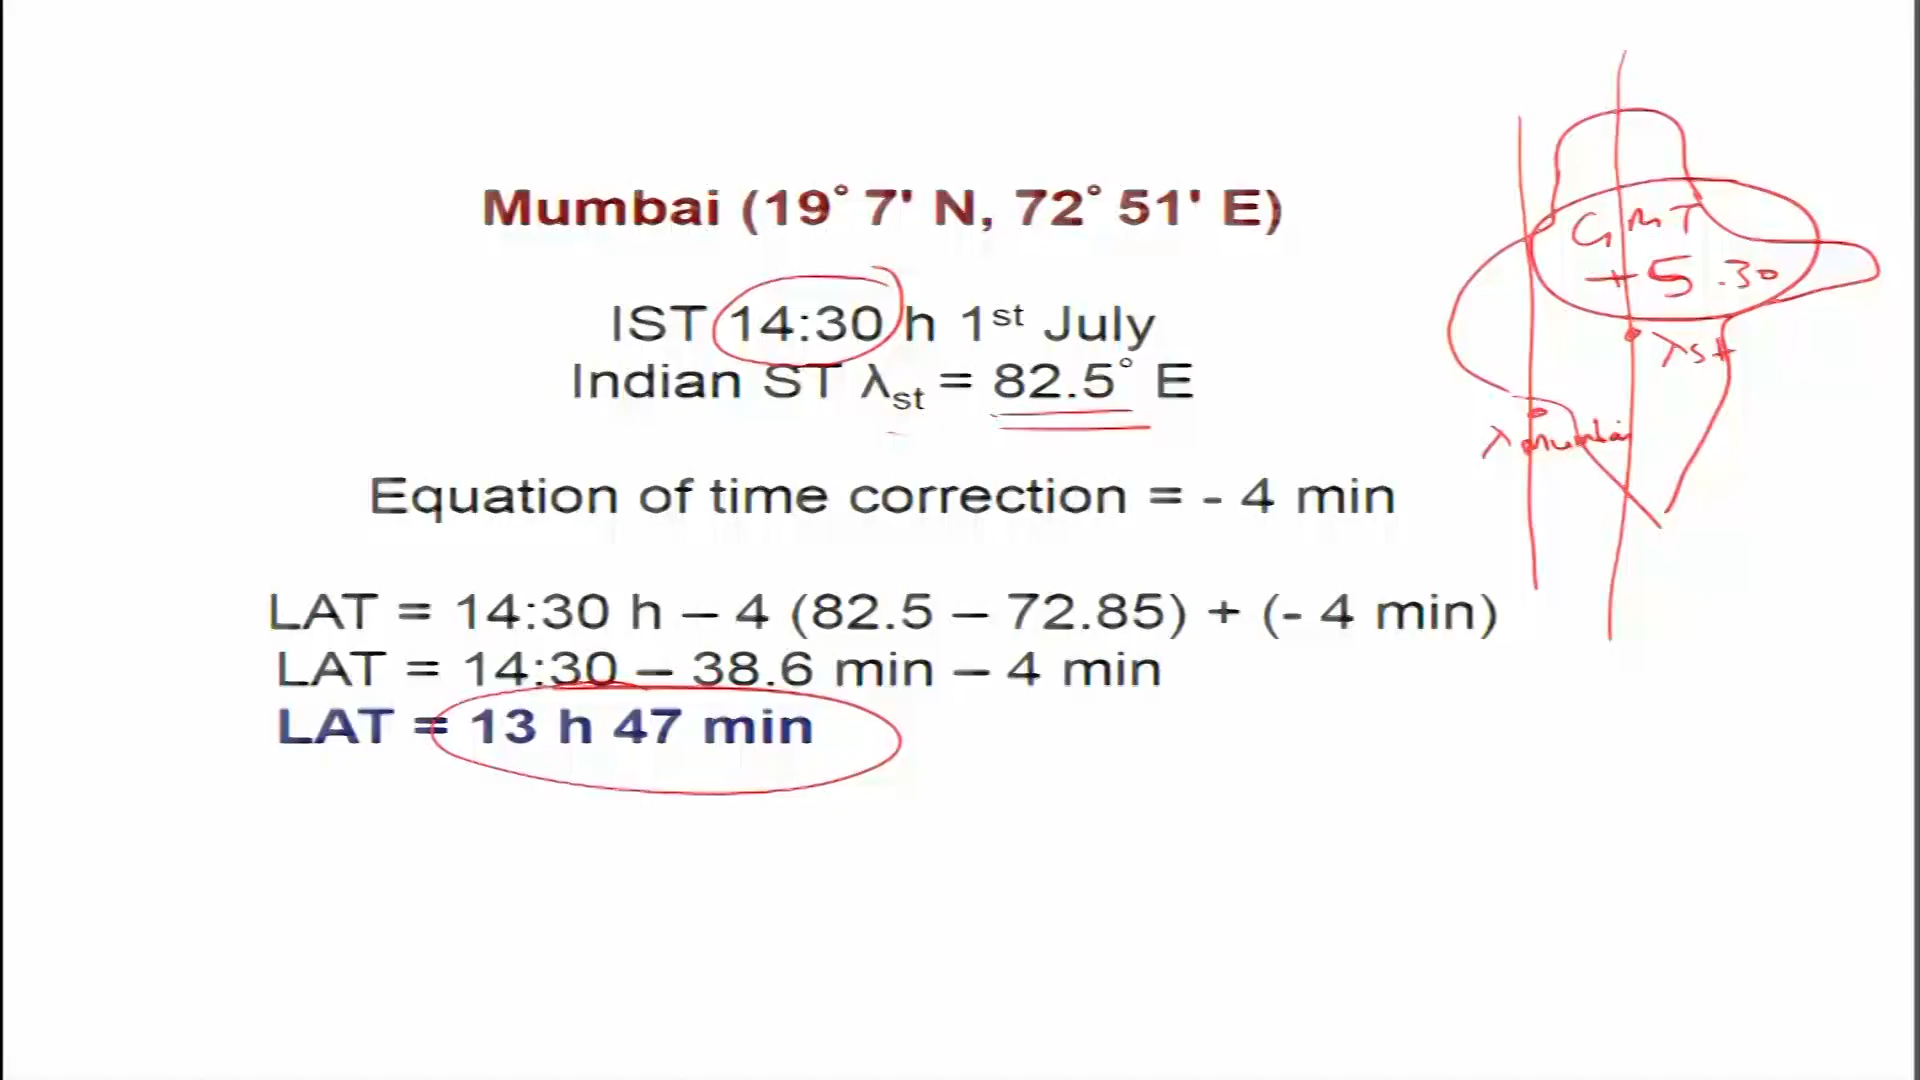 Mumbai (19° 7' N, 72° 51' E)
IST 14:30 h 1st July
Indian ST λst = 82.5° E
Equation of time correction = - 4 min
LAT = 14:30 h – 4 (82.5 – 72.85) + (- 4 min)
LAT = 14:30 – 38.6 min – 4 min
LAT = 13 h 47 min
GMT
+5.30
λst
λMumbai